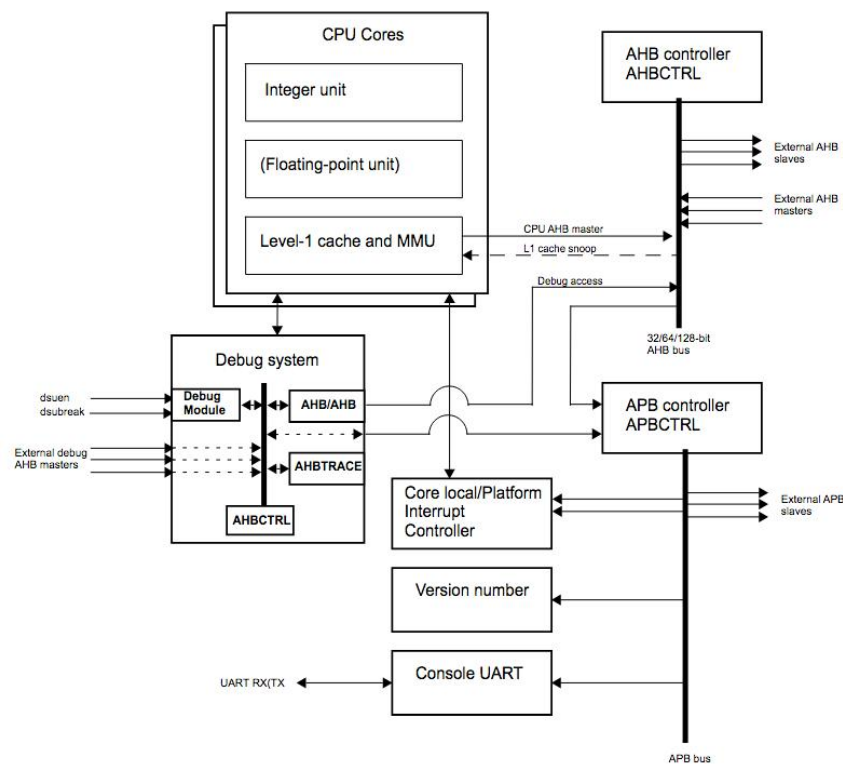 CPU Cores
Integer unit
(Floating-point unit)
Level-1 cache and MMU
AHB controller
AHBCTRL
External AHB
slaves
External AHB
masters
CPU AHB master
L1 cache snoop
Debug access
32/64/128-bit
AHB bus
Debug system
dsuen
dsubreak
Debug
Module
AHB/AHB
External debug
AHB masters
AHBTRACE
AHBCTRL
APB controller
APBCTRL
Core local/Platform
Interrupt
Controller
External APB
slaves
Version number
Console UART
UART RX(TX
APB bus